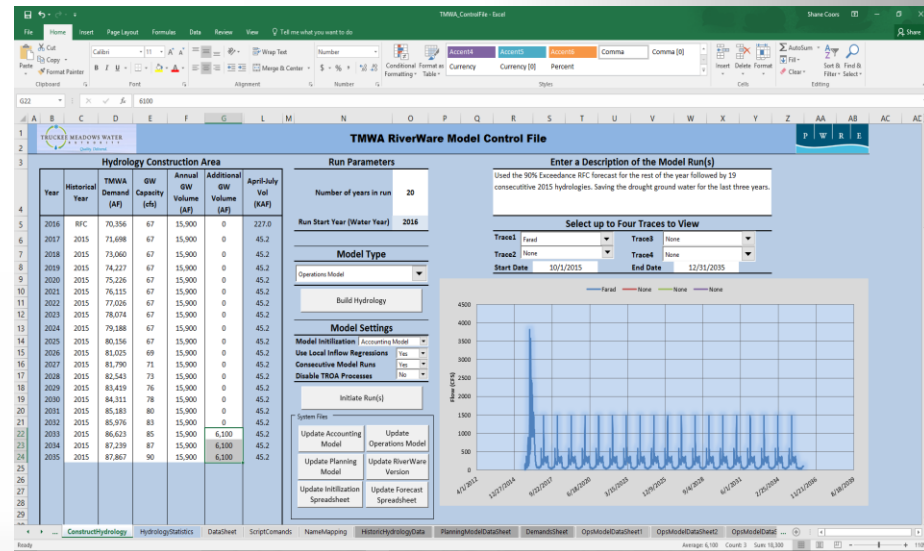 TMWA_ControlFile - Excel
Shane Coors
File Home Insert Page Layout Formulas Data Review View Tell me what you want to do
Share
Cut
Copy
Format Painter
Paste
Calibri 11
Wrap Text
Merge & Center
Number
Conditional Formatting
Format as Table
Accent4 Accent5 Accent6 Comma Comma [0]
Currency Currency [0] Percent
Insert Delete Format
AutoSum
Fill
Clear
Sort & Filter
Find & Select
Clipboard Font Alignment Number Styles Cells Editing
G22 6100
A B C D E F G L M N O P Q R S T U V W X Y Z AA AB AC
TRUCKEE MEADOWS WATER
AUTHORITY
TMWA RiverWare Model Control File
P W R E
Hydrology Construction Area
Year Historical Year TMWA Demand (AF) GW Capacity (cfs) Annual GW Volume (AF) Additional GW Volume (AF) April-July Vol (KAF)
2016 RFC 70,356 67 15,900 0 227.0
2017 2015 71,698 67 15,900 0 45.2
2018 2015 73,060 67 15,900 0 45.2
2019 2015 74,227 67 15,900 0 45.2
2020 2015 75,226 67 15,900 0 45.2
2021 2015 76,115 67 15,900 0 45.2
2022 2015 77,026 67 15,900 0 45.2
2023 2015 78,074 67 15,900 0 45.2
2024 2015 79,188 67 15,900 0 45.2
2025 2015 80,156 67 15,900 0 45.2
2026 2015 81,025 69 15,900 0 45.2
2027 2015 81,790 71 15,900 0 45.2
2028 2015 82,543 73 15,900 0 45.2
2029 2015 83,419 76 15,900 0 45.2
2030 2015 84,311 78 15,900 0 45.2
2031 2015 85,183 80 15,900 0 45.2
2032 2015 85,976 83 15,900 0 45.2
2033 2015 86,623 85 15,900 6,100 45.2
2034 2015 87,239 87 15,900 6,100 45.2
2035 2015 87,867 90 15,900 6,100 45.2
Run Parameters
Number of years in run 20
Run Start Year (Water Year) 2016
Model Type
Operations Model
Build Hydrology
Model Settings
Model Initilization Accounting Model
Use Local Inflow Regressions Yes
Consecutive Model Runs Yes
Disable TROA Processes No
Initiate Run(s)
System Files
Update Accounting Model
Update Operations Model
Update Planning Model
Update RiverWare Version
Update Initilization Spreadsheet
Update Forecast Spreadsheet
Enter a Description of the Model Run(s)
Used the 90% Exceedance RFC forecast for the rest of the year followed by 19
consecutitive 2015 hydrologies. Saving the drought ground water for the last three years.
Select up to Four Traces to View
Trace1 Farad Trace3 None
Trace2 None Trace4 None
Start Date 10/1/2015 End Date 12/31/2035
Farad None None None
Flow (CFS)
4500
4000
3500
3000
2500
2000
1500
1000
500
0
4/1/2012 12/27/2014 9/22/2017 6/18/2020 3/15/2023 12/9/2025 9/4/2028 6/1/2031 2/25/2034 11/21/2036 8/18/2039
ConstructHydrology HydrologyStatistics DataSheet ScriptComands NameMapping HistoricHydrologyData PlanningModelDataSheet DemandsSheet OpsModelDataSheet1 OpsModelDataSheet2 OpsModelData
Ready
Average: 6,100 Count: 3 Sum: 18,300